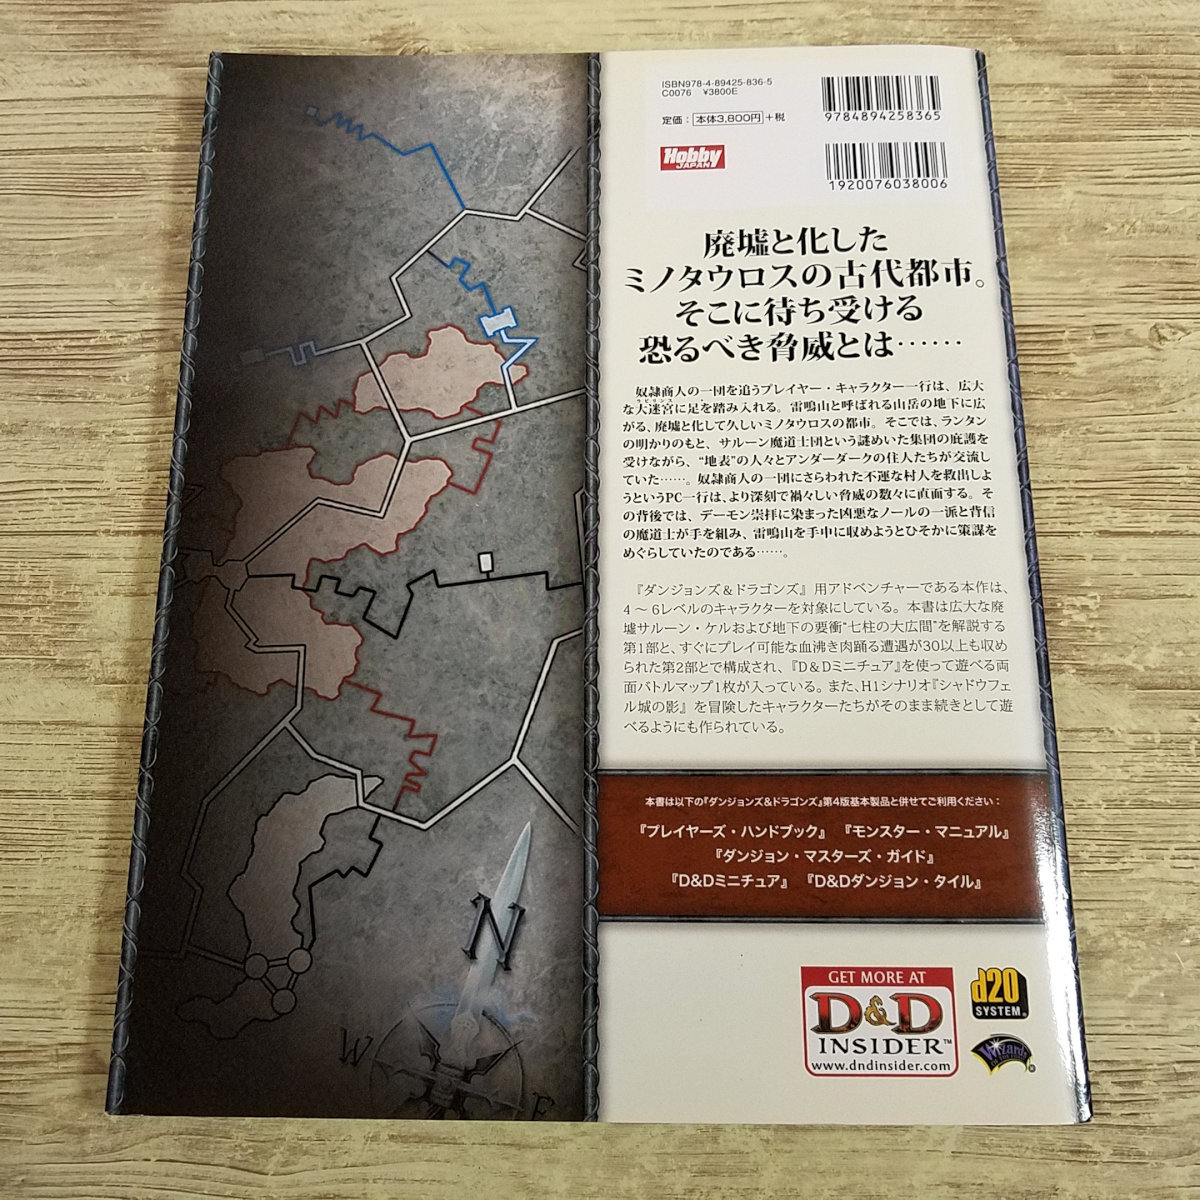 ISBN978-4-89425-836-5
C0076 ¥3800E
定価：本体3,800円+税
9784894258365
Hobby
JAPAN
1920076038006
廃墟と化した
ミノタウロスの古代都市。
そこに待ち受ける
恐るべき脅威とは……
奴隷商人の一団を追うプレイヤー・キャラクター一行は、広大
な大迷宮に足を踏み入れる。雷鳴山と呼ばれる山岳の地下に広
がる、廃墟と化して久しいミノタウロスの都市。そこでは、ランタン
の明かりのもと、サルーン魔道士団という謎めいた集団の庇護を
受けながら、“地表”の人々とアンダーダークの住人たちが交流し
ていた……。奴隷商人の一団にさらわれた不運な村人を救出しよ
うというPC一行は、より深刻で禍々しい脅威の数々に直面する。そ
の背後では、デーモン崇拝に染まった凶悪なノールの一派と背信
の魔道士が手を組み、雷鳴山を手中に収めようとひそかに策謀を
めぐらしていたのである……。
『ダンジョンズ＆ドラゴンズ』用アドベンチャーである本作は、
4～6レベルのキャラクターを対象にしている。本書は広大な廃
墟サルーン・ケルおよび地下の要衝“七柱の大広間”を解説する
第1部と、すぐにプレイ可能な血沸き肉踊る遭遇が30以上も収め
られた第2部とで構成され、『D＆Dミニチュア』を使って遊べる両
面バトルマップ1枚が入っている。また、H1シナリオ『シャドウフェ
ル城の影』を冒険したキャラクターたちがそのまま続きとして遊
べるようにも作られている。
本書は以下の『ダンジョンズ&ドラゴンズ』第4版基本製品と併せてご利用ください：
『プレイヤーズ・ハンドブック』 『モンスター・マニュアル』
『ダンジョン・マスターズ・ガイド』
『D&Dミニチュア』 『D&Dダンジョン・タイル』
N
W
E
GET MORE AT
D&D
INSIDER™
www.dndinsider.com
d20
SYSTEM®
Wizards